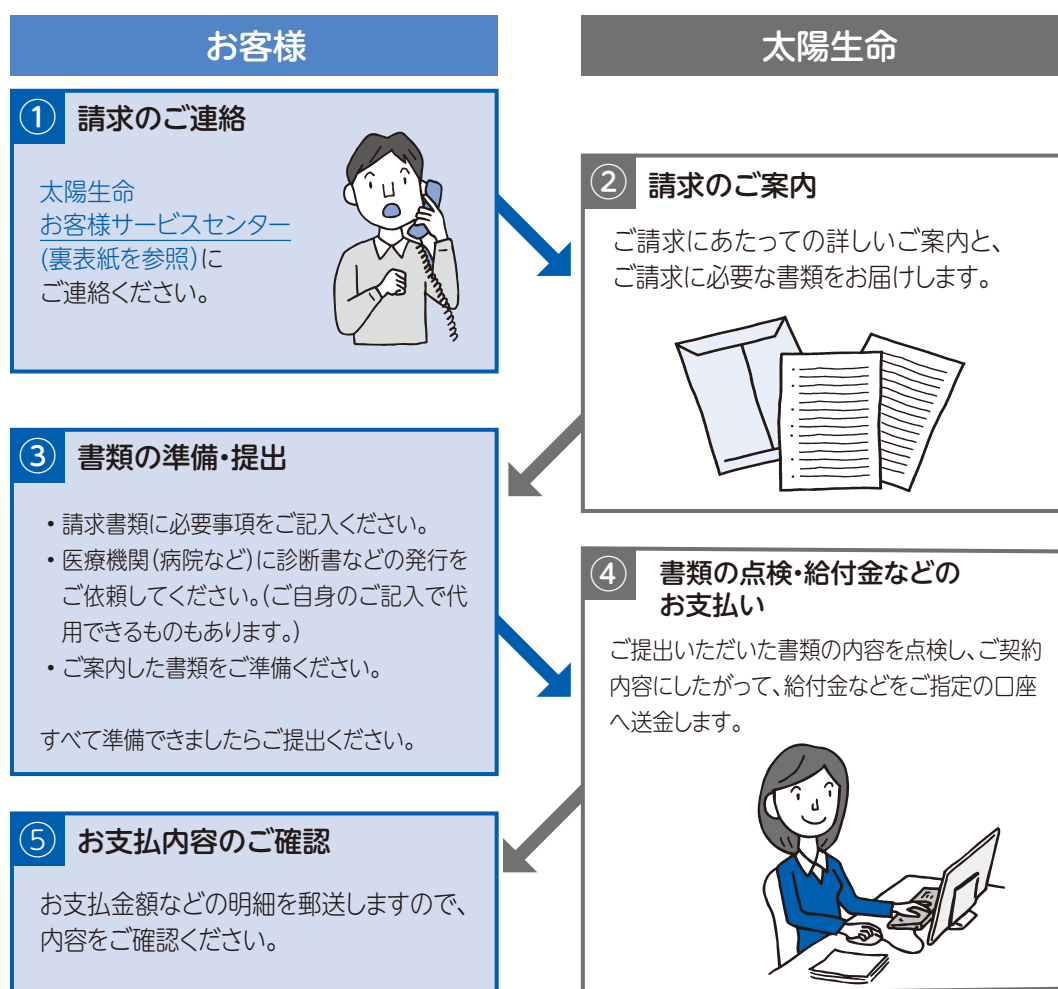 お客様
太陽生命
① 請求のご連絡
太陽生命
お客様サービスセンター
(裏表紙を参照)に
ご連絡ください。
② 請求のご案内
ご請求にあたっての詳しいご案内と、
ご請求に必要な書類をお届けします。
③ 書類の準備・提出
・請求書類に必要事項をご記入ください。
・医療機関(病院など)に診断書などの発行を
ご依頼してください。(ご自身のご記入で代
用できるものもあります。)
・ご案内した書類をご準備ください。
すべて準備できましたらご提出ください。
④ 書類の点検・給付金などの
お支払い
ご提出いただいた書類の内容を点検し、ご契約
内容にしたがって、給付金などをご指定の口座
へ送金します。
⑤ お支払内容のご確認
お支払金額などの明細を郵送しますので、
内容をご確認ください。